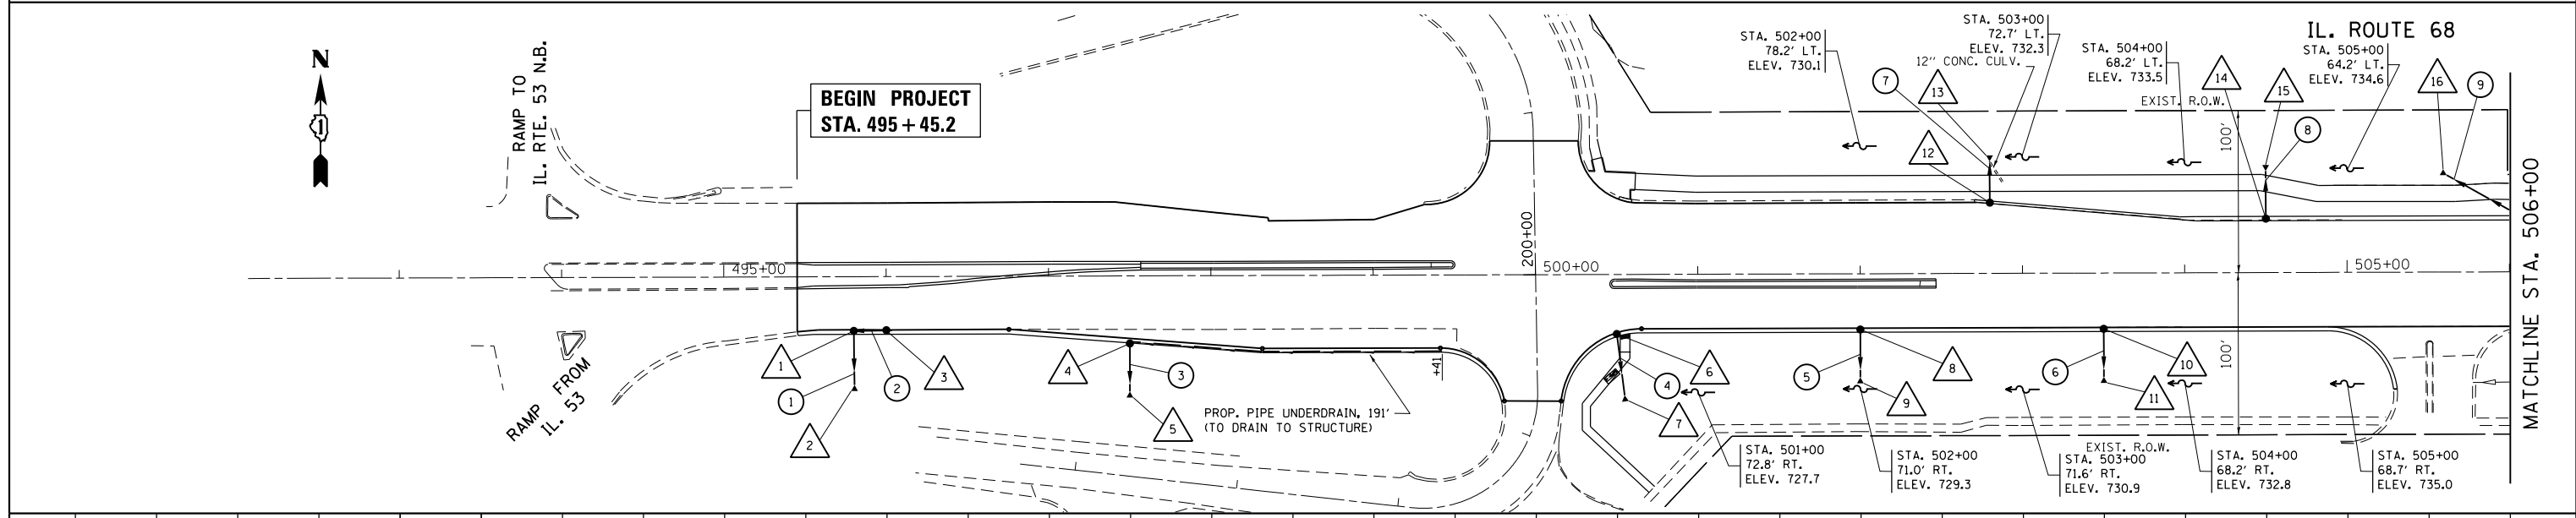 N
RAMP TO
IL. RTE. 53 N.B.
BEGIN PROJECT
STA. 495+45.2
STA. 502+00
78.2' LT.
ELEV. 730.1
STA. 503+00
72.7' LT.
ELEV. 732.3
12" CONC. CULV.
STA. 504+00
68.2' LT.
ELEV. 733.5
IL. ROUTE 68
STA. 505+00
64.2' LT.
ELEV. 734.6
EXIST. R.O.W.
7
13
12
14
15
8
16
9
100'
495+00
200+00
500+00
505+00
MATCHLINE STA. 506+00
100'
RAMP FROM
IL. 53
1
1
2
2
3
4
3
5
+41
PROP. PIPE UNDERDRAIN, 191'
(TO DRAIN TO STRUCTURE)
6
4
7
5
8
9
6
10
11
STA. 501+00
72.8' RT.
ELEV. 727.7
STA. 502+00
71.0' RT.
ELEV. 729.3
EXIST. R.O.W.
STA. 503+00
71.6' RT.
ELEV. 730.9
STA. 504+00
68.2' RT.
ELEV. 732.8
STA. 505+00
68.7' RT.
ELEV. 735.0